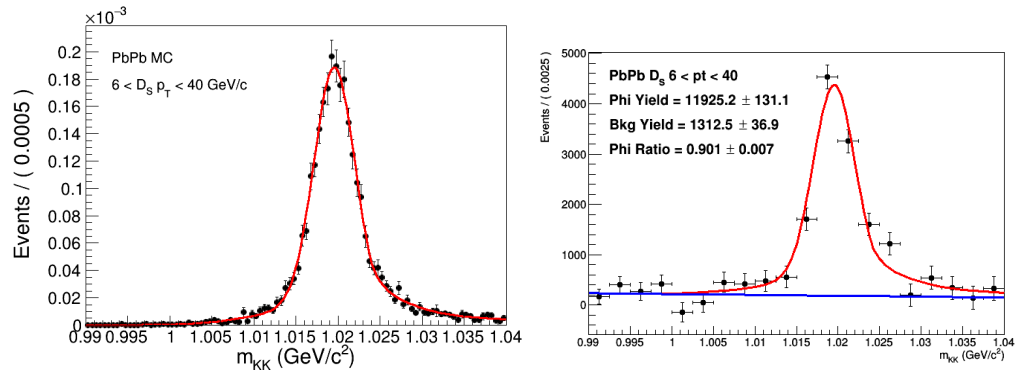 ×10⁻³
PbPb MC
6 < D_S p_T < 40 GeV/c
Events / ( 0.0005)
0.2
0.18
0.16
0.14
0.12
0.1
0.08
0.06
0.04
0.02
0
0.99 0.995 1 1.005 1.01 1.015 1.02 1.025 1.03 1.035 1.04
m_KK (GeV/c²)
PbPb D_S 6 < pt < 40
Phi Yield = 11925.2 ± 131.1
Bkg Yield = 1312.5 ± 36.9
Phi Ratio = 0.901 ± 0.007
Events / ( 0.0025)
5000
4000
3000
2000
1000
0
0.99 0.995 1 1.005 1.01 1.015 1.02 1.025 1.03 1.035 1.04
m_KK (GeV/c²)